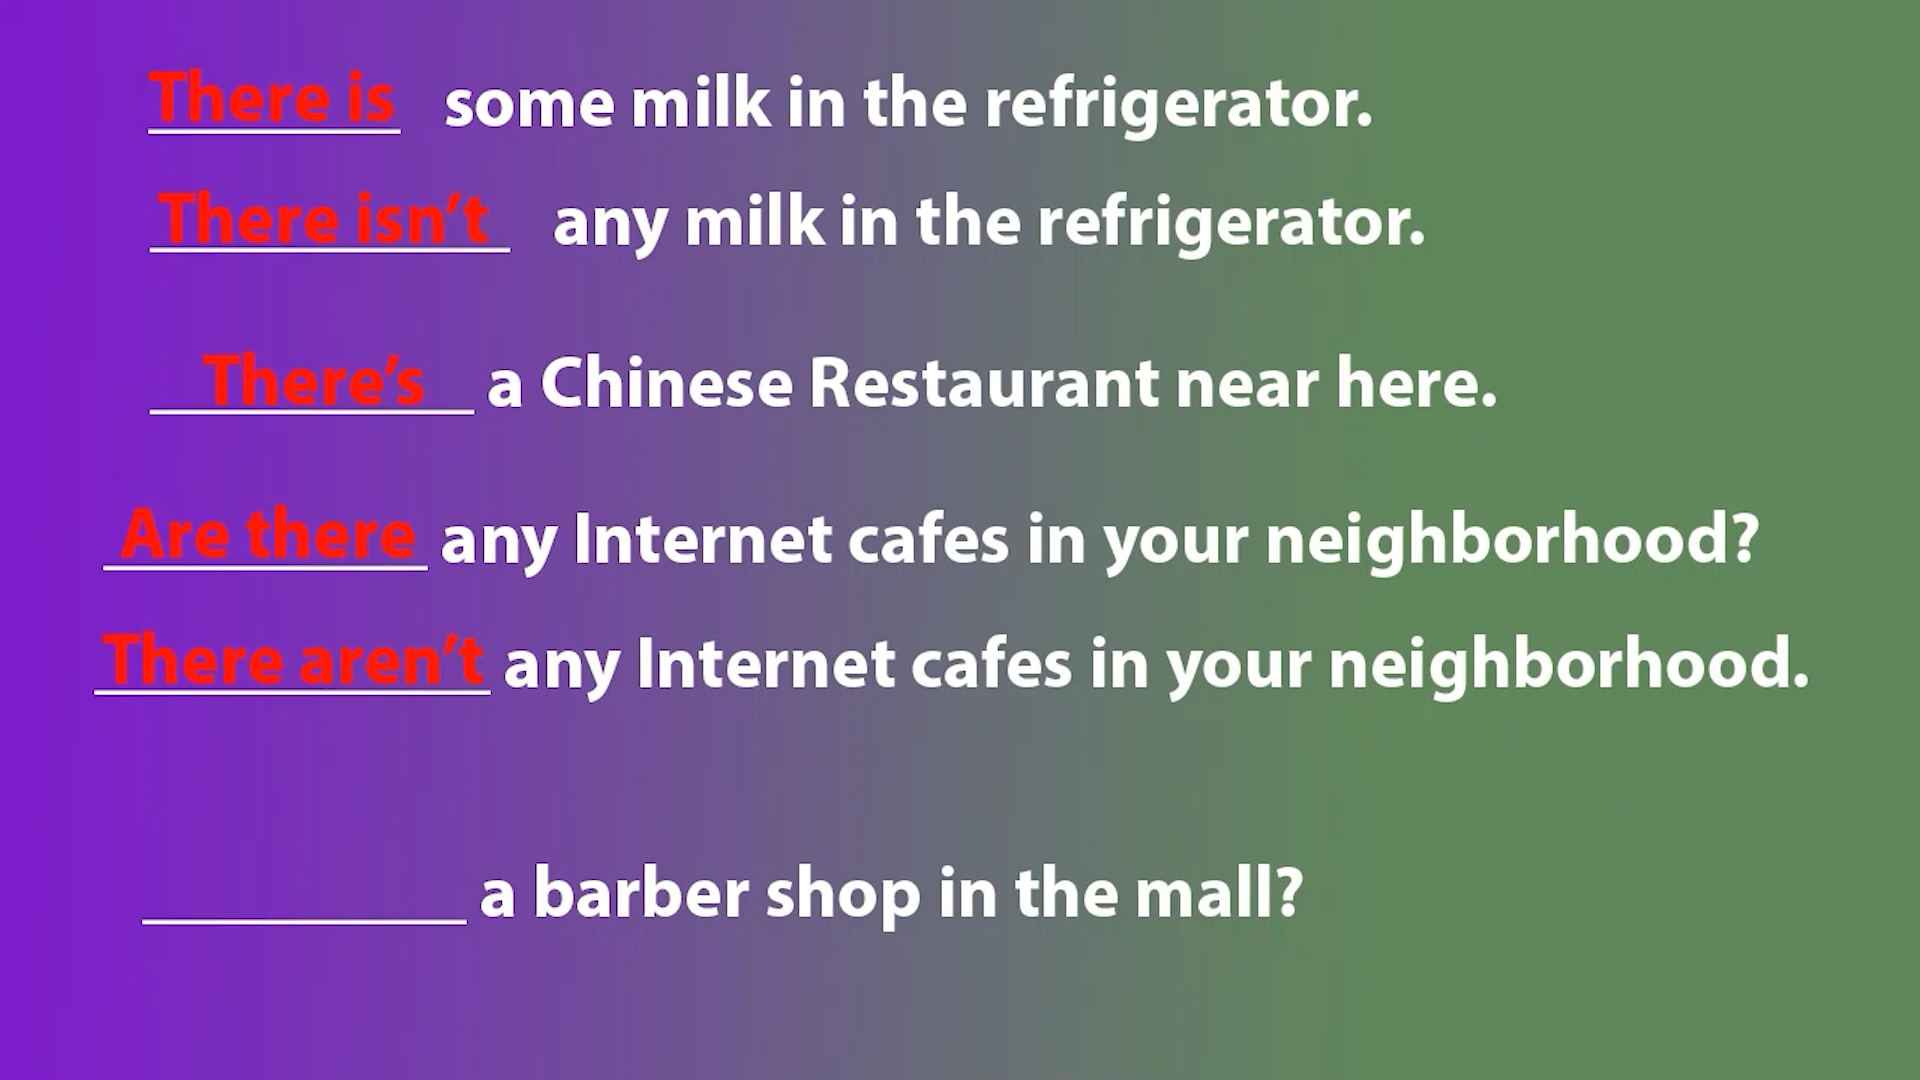 There is some milk in the refrigerator.
There isn’t any milk in the refrigerator.
There’s a Chinese Restaurant near here.
Are there any Internet cafes in your neighborhood?
There aren’t any Internet cafes in your neighborhood.
__________ a barber shop in the mall?